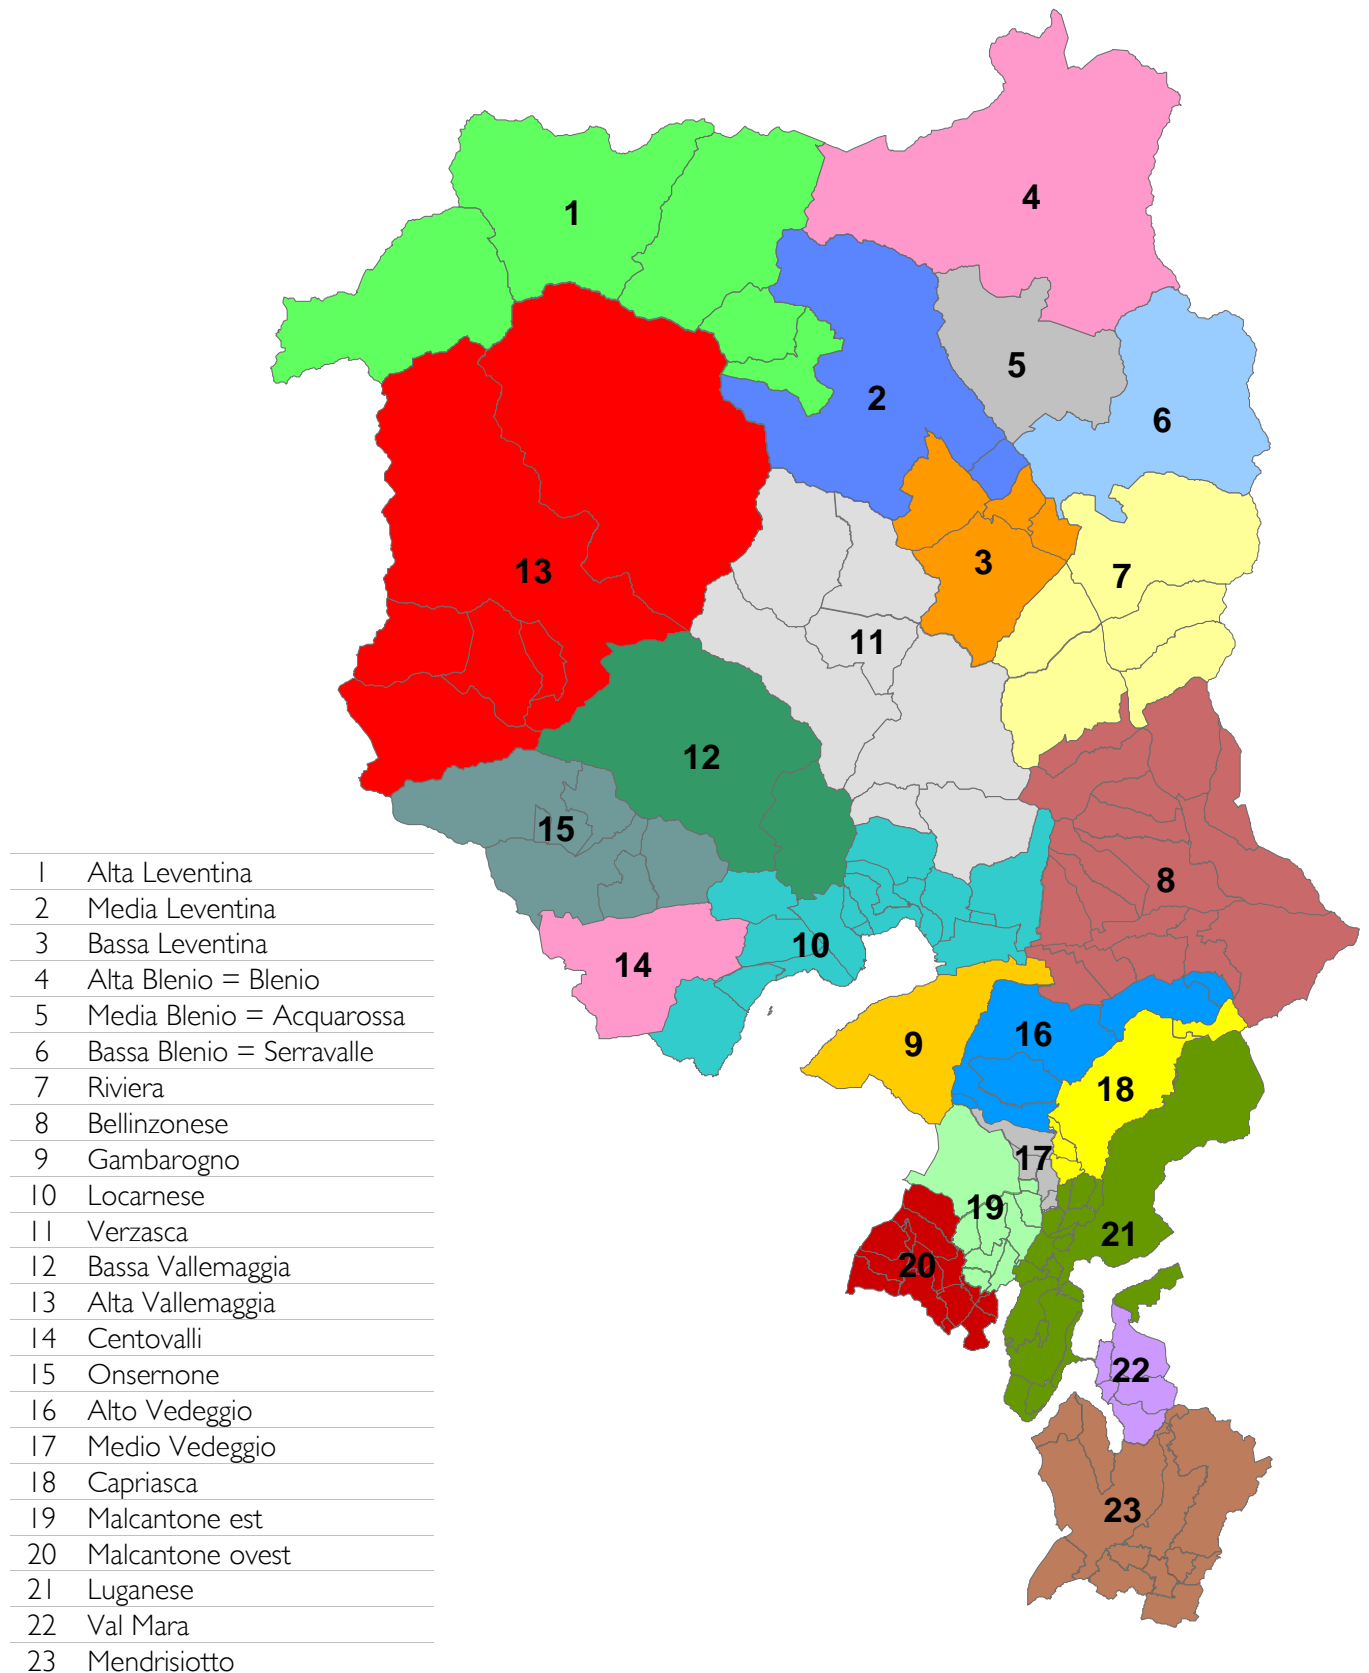 4
1
5
2
6
13
3
7
11
12
15
8
10
14
16
9
18
17
19
21
20
22
23
1 Alta Leventina
2 Media Leventina
3 Bassa Leventina
4 Alta Blenio = Blenio
5 Media Blenio = Acquarossa
6 Bassa Blenio = Serravalle
7 Riviera
8 Bellinzonese
9 Gambarogno
10 Locarnese
11 Verzasca
12 Bassa Vallemaggia
13 Alta Vallemaggia
14 Centovalli
15 Onsernone
16 Alto Vedeggio
17 Medio Vedeggio
18 Capriasca
19 Malcantone est
20 Malcantone ovest
21 Luganese
22 Val Mara
23 Mendrisiotto